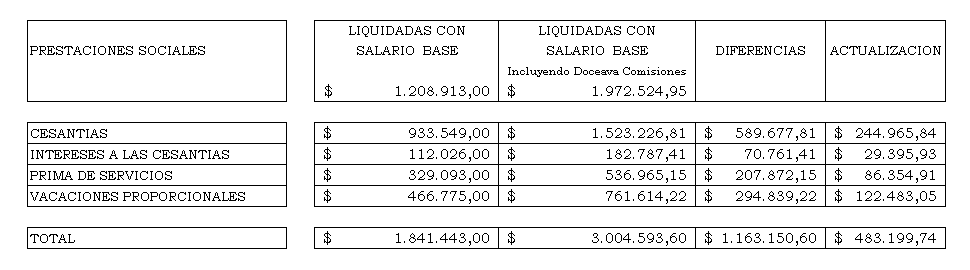 LIQUIDADAS CON LIQUIDADAS CON
PRESTACIONES SOCIALES SALARIO BASE SALARIO BASE DIFERENCIAS ACTUALIZACION
Incluyendo Doceava Comisiones
$ 1.208.913,00 $ 1.972.524,95
CESANTIAS $ 933.549,00 $ 1.523.226,81 $ 589.677,81 $ 244.965,84
INTERESES A LAS CESANTIAS $ 112.026,00 $ 182.787,41 $ 70.761,41 $ 29.395,93
PRIMA DE SERVICIOS $ 329.093,00 $ 536.965,15 $ 207.872,15 $ 86.354,91
VACACIONES PROPORCIONALES $ 466.775,00 $ 761.614,22 $ 294.839,22 $ 122.483,05
TOTAL $ 1.841.443,00 $ 3.004.593,60 $ 1.163.150,60 $ 483.199,74